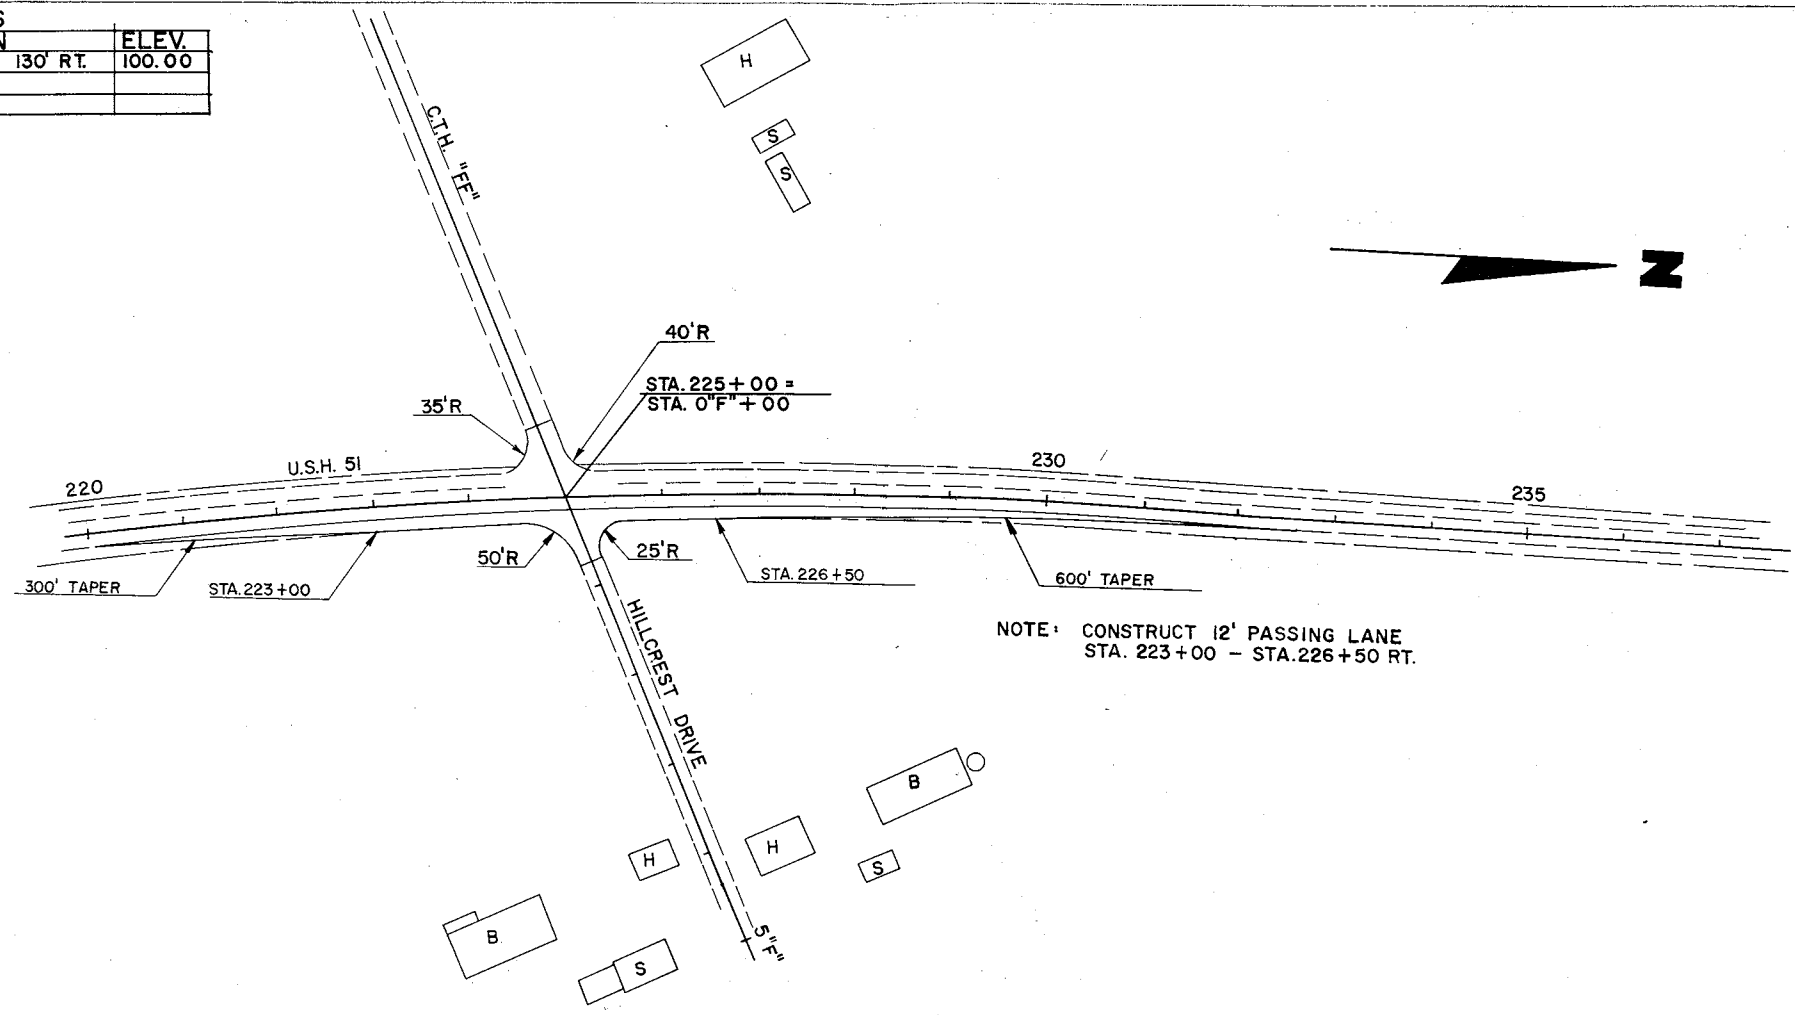 S
N ELEV.
130' RT. 100.00
C.T.H. "FF"
H
S
S
N
40'R
STA. 225+00 =
STA. 0"F"+00
35'R
U.S.H. 51
220
230
235
50'R
25'R
300' TAPER
STA. 223+00
STA. 226+50
600' TAPER
HILLCREST DRIVE
NOTE: CONSTRUCT 12' PASSING LANE
STA. 223+00 - STA. 226+50 RT.
B
H
H
S
B
S
5"F"